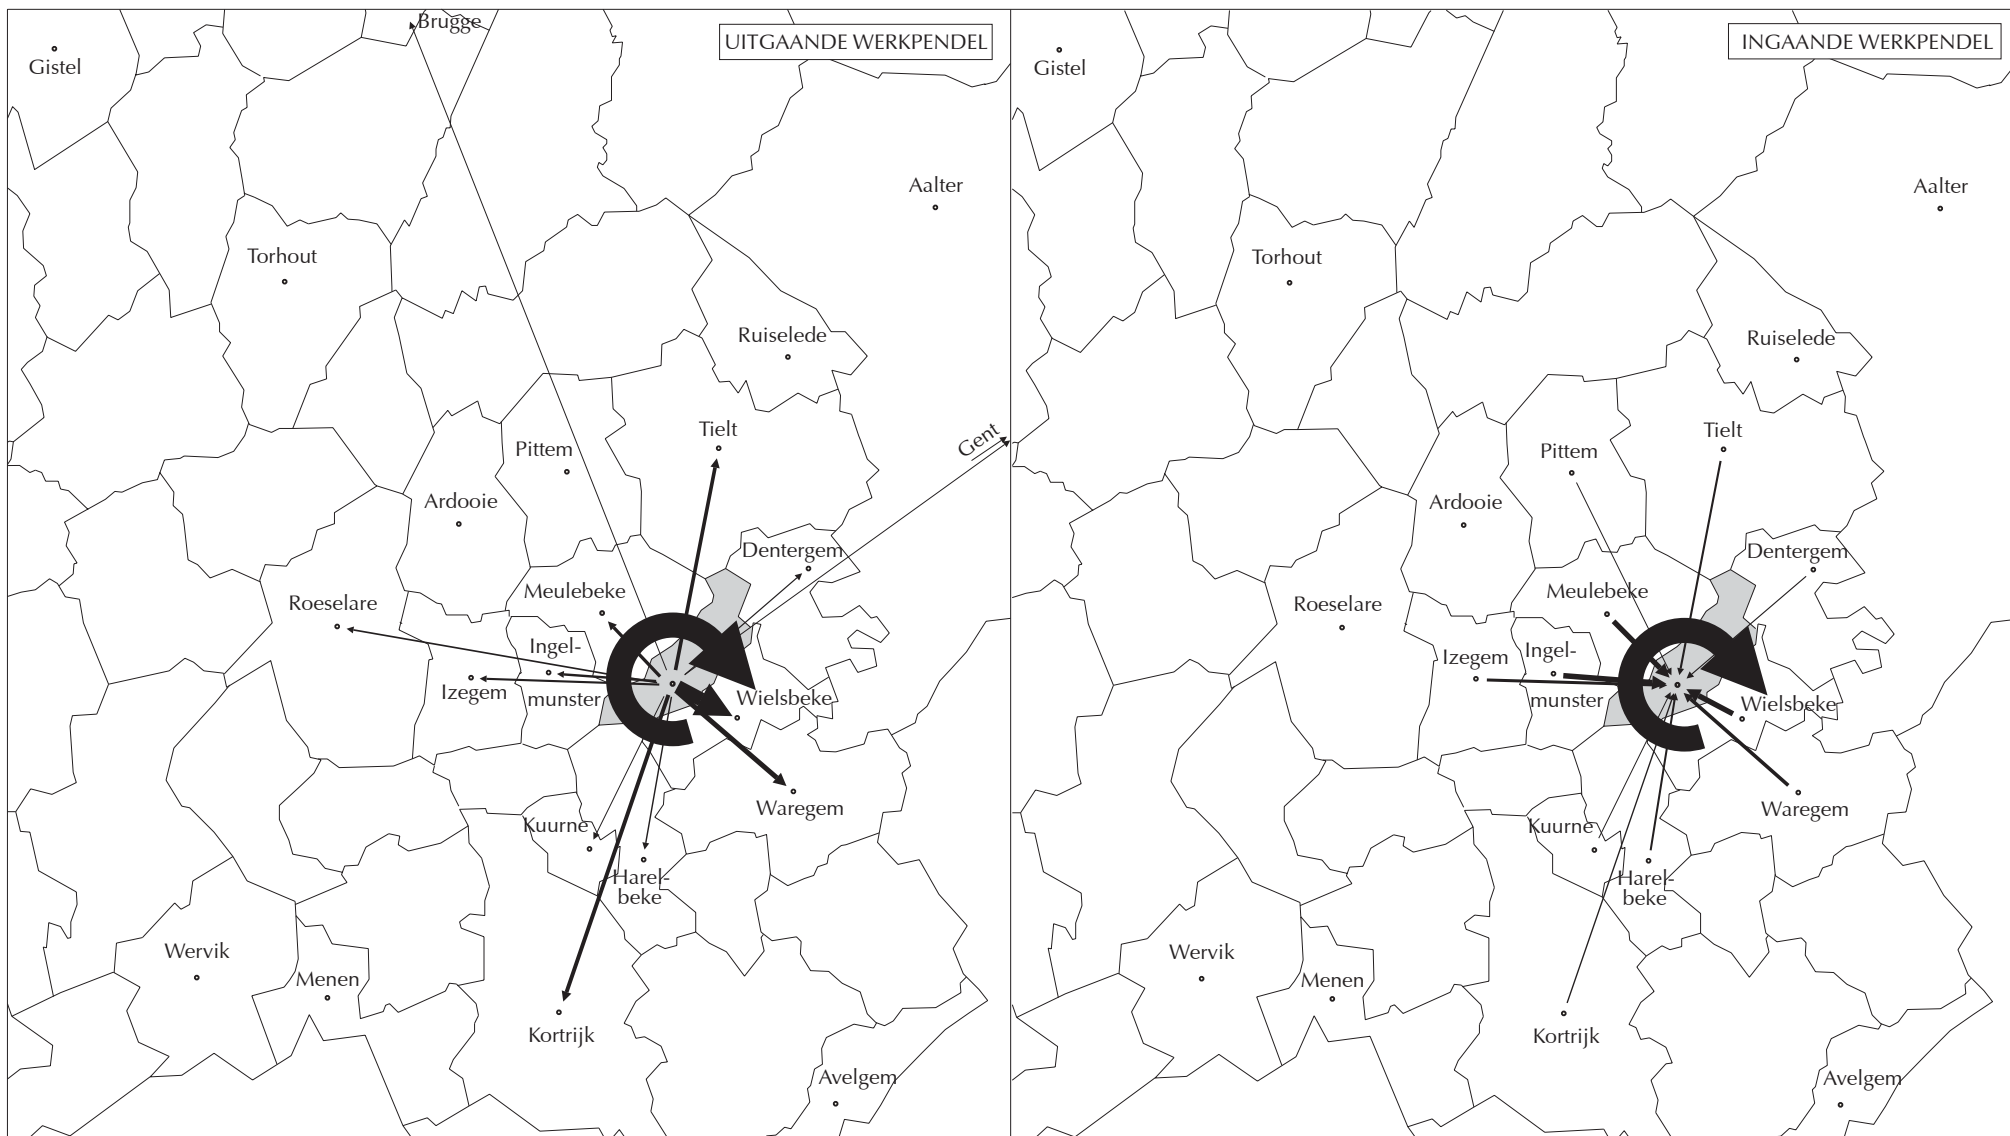 Brugge
UITGAANDE WERKPENDEL
Gistel
Aalter
Torhout
Ruiselede
Tielt
Gent
Pittem
Ardooie
Dentergem
Meulebeke
Roeselare
Ingel-
munster
Izegem
Wielsbeke
Waregem
Kuurne
Harel-
beke
Wervik
Menen
Kortrijk
Avelgem
INGAANDE WERKPENDEL
Gistel
Aalter
Torhout
Ruiselede
Tielt
Pittem
Ardooie
Dentergem
Meulebeke
Roeselare
Ingel-
munster
Izegem
Wielsbeke
Waregem
Kuurne
Harel-
beke
Wervik
Menen
Kortrijk
Avelgem